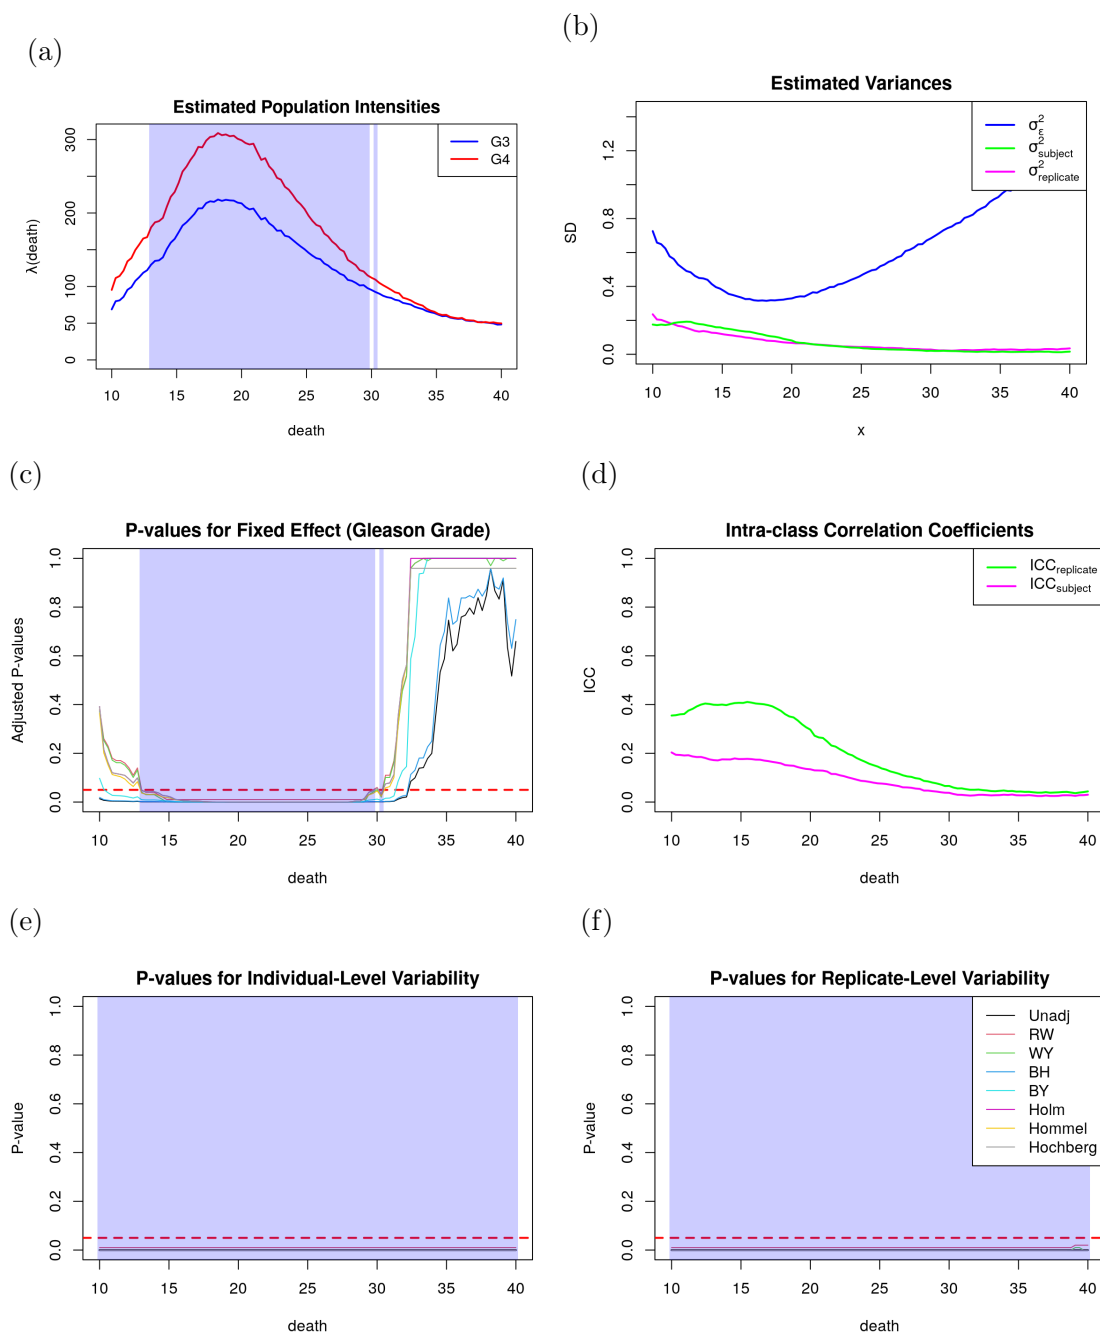 (a)
Estimated Population Intensities
λ(death)
0
50
100
200
300
10
15
20
25
30
35
40
death
G3
G4
(b)
Estimated Variances
SD
0.0
0.4
0.8
1.2
10
15
20
25
30
35
40
x
σ²ε
σ²subject
σ²replicate
(c)
P-values for Fixed Effect (Gleason Grade)
Adjusted P-values
0.0
0.2
0.4
0.6
0.8
1.0
10
15
20
25
30
35
40
death
(d)
Intra-class Correlation Coefficients
ICC
0.0
0.2
0.4
0.6
0.8
1.0
10
15
20
25
30
35
40
death
ICCreplicate
ICCsubject
(e)
P-values for Individual-Level Variability
P-value
0.0
0.2
0.4
0.6
0.8
1.0
10
15
20
25
30
35
40
death
(f)
P-values for Replicate-Level Variability
P-value
0.0
0.2
0.4
0.6
0.8
1.0
10
15
20
25
30
35
40
death
Unadj
RW
WY
BH
BY
Holm
Hommel
Hochberg